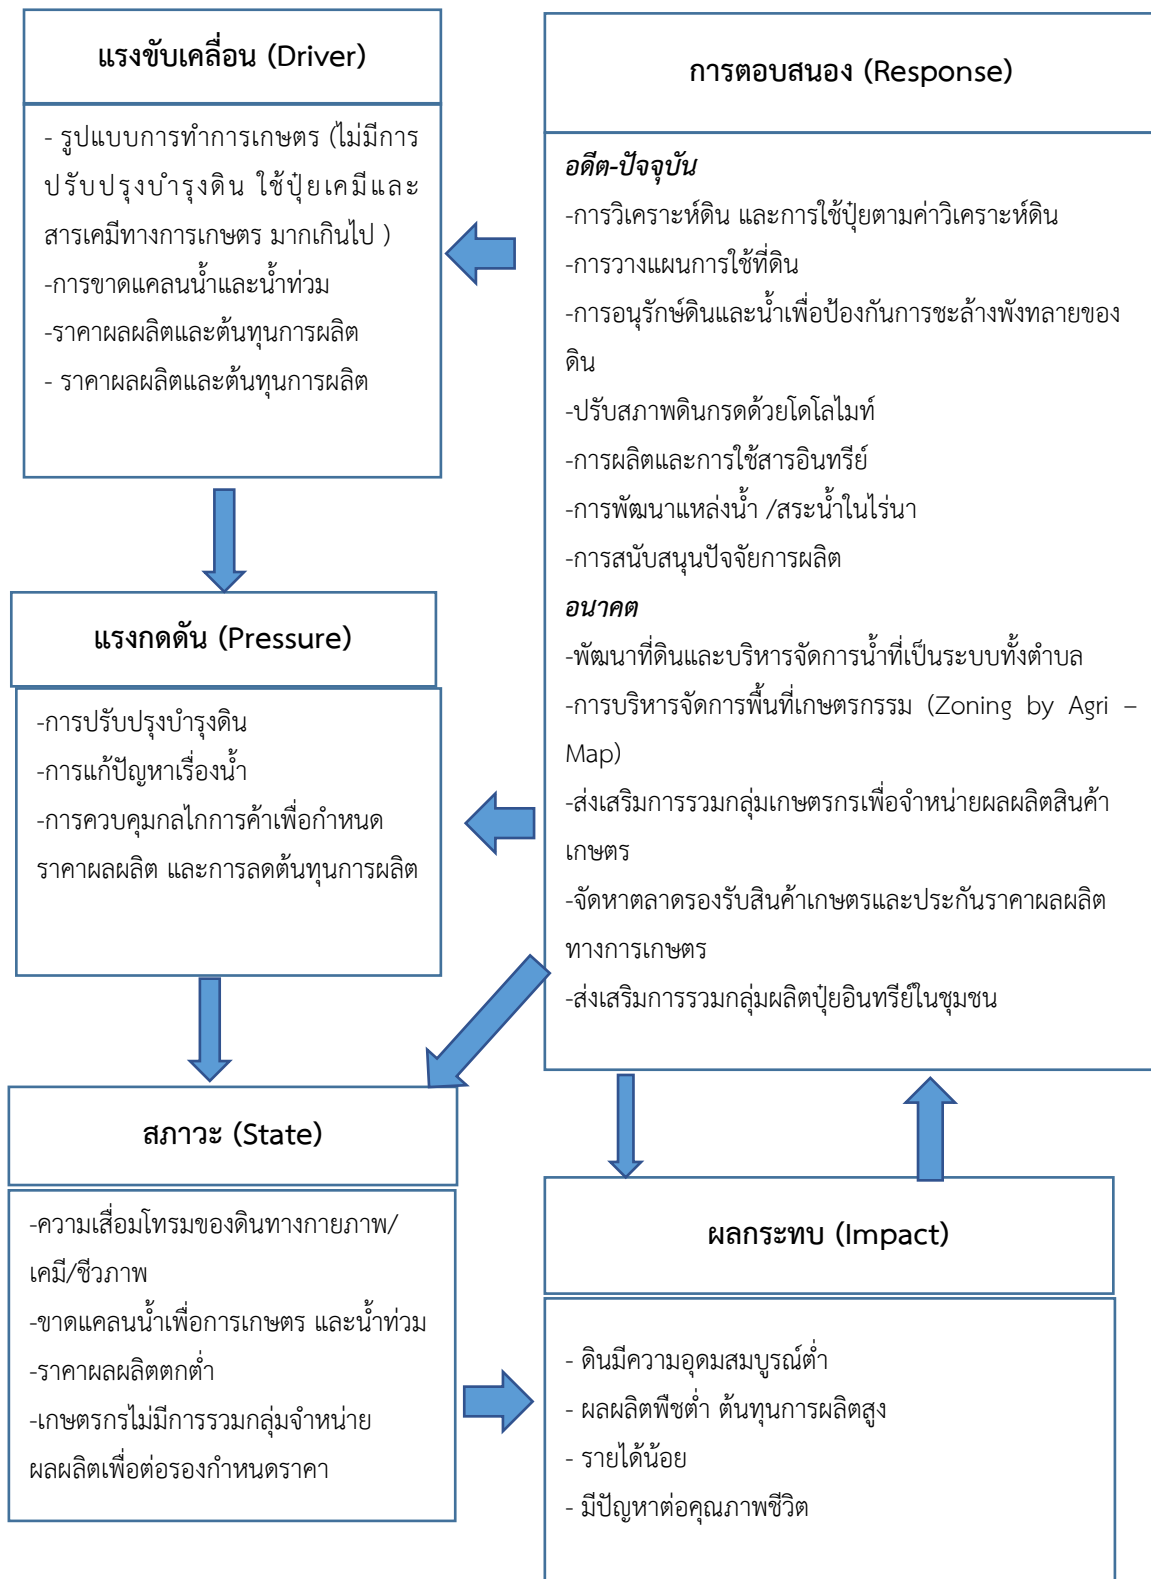 แรงขับเคลื่อน (Driver)
- รูปแบบการทำการเกษตร (ไม่มีการ
ปรับปรุงบำรุงดิน ใช้ปุ๋ยเคมีและ
สารเคมีทางการเกษตร มากเกินไป )
-การขาดแคลนน้ำและน้ำท่วม
-ราคาผลผลิตและต้นทุนการผลิต
- ราคาผลผลิตและต้นทุนการผลิต
แรงกดดัน (Pressure)
-การปรับปรุงบำรุงดิน
-การแก้ปัญหาเรื่องน้ำ
-การควบคุมกลไกการค้าเพื่อกำหนด
ราคาผลผลิต และการลดต้นทุนการผลิต
สภาวะ (State)
-ความเสื่อมโทรมของดินทางกายภาพ/
เคมี/ชีวภาพ
-ขาดแคลนน้ำเพื่อการเกษตร และน้ำท่วม
-ราคาผลผลิตตกต่ำ
-เกษตรกรไม่มีการรวมกลุ่มจำหน่าย
ผลผลิตเพื่อต่อรองกำหนดราคา
การตอบสนอง (Response)
อดีต-ปัจจุบัน
-การวิเคราะห์ดิน และการใช้ปุ๋ยตามค่าวิเคราะห์ดิน
-การวางแผนการใช้ที่ดิน
-การอนุรักษ์ดินและน้ำเพื่อป้องกันการชะล้างพังทลายของ
ดิน
-ปรับสภาพดินกรดด้วยโดโลไมท์
-การผลิตและการใช้สารอินทรีย์
-การพัฒนาแหล่งน้ำ /สระน้ำในไร่นา
-การสนับสนุนปัจจัยการผลิต
อนาคต
-พัฒนาที่ดินและบริหารจัดการน้ำที่เป็นระบบทั้งตำบล
-การบริหารจัดการพื้นที่เกษตรกรรม (Zoning by Agri –
Map)
-ส่งเสริมการรวมกลุ่มเกษตรกรเพื่อจำหน่ายผลผลิตสินค้า
เกษตร
-จัดหาตลาดรองรับสินค้าเกษตรและประกันราคาผลผลิต
ทางการเกษตร
-ส่งเสริมการรวมกลุ่มผลิตปุ๋ยอินทรีย์ในชุมชน
ผลกระทบ (Impact)
- ดินมีความอุดมสมบูรณ์ต่ำ
- ผลผลิตพืชต่ำ ต้นทุนการผลิตสูง
- รายได้น้อย
- มีปัญหาต่อคุณภาพชีวิต